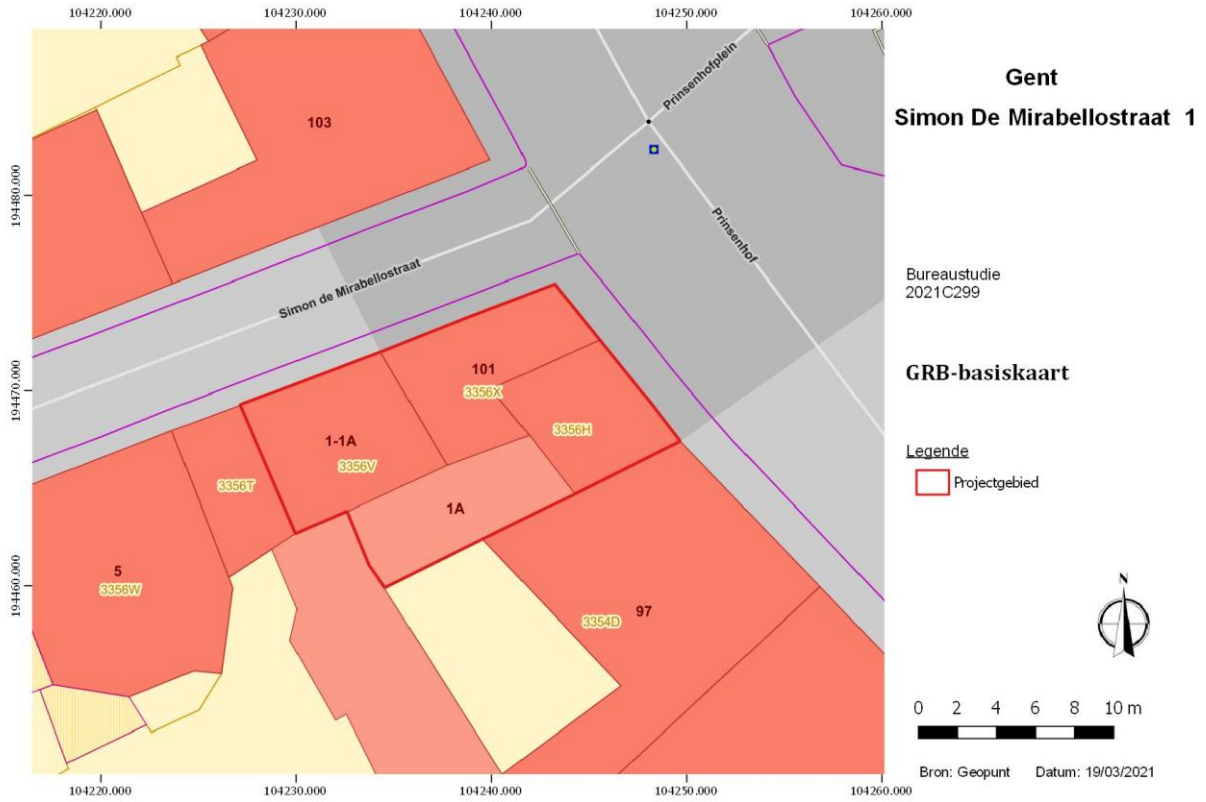 104220.000 104230.000 104240.000 104250.000 104260.000
194480.000
194470.000
194460.000
103
Prinsenhofplein
Prinsenhof
Simon de Mirabellostraat
101
3356X
3356H
1-1A
3356V
3356T
1A
5
3356W
97
3354D
104220.000 104230.000 104240.000 104250.000 104260.000
Gent
Simon De Mirabellostraat 1
Bureaustudie
2021C299
GRB-basiskaart
Legende
Projectgebied
N
0 2 4 6 8 10 m
Bron: Geopunt Datum: 19/03/2021